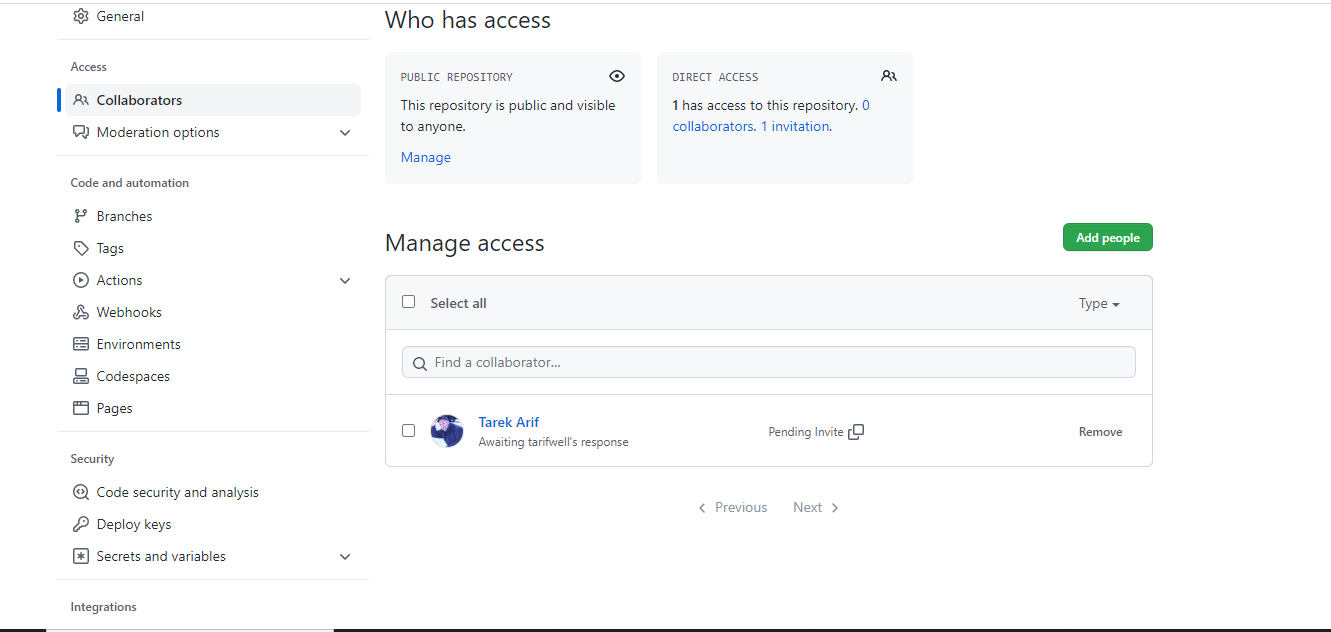 General
Access
Collaborators
Moderation options
Code and automation
Branches
Tags
Actions
Webhooks
Environments
Codespaces
Pages
Security
Code security and analysis
Deploy keys
Secrets and variables
Integrations
Who has access
PUBLIC REPOSITORY
This repository is public and visible
to anyone.
Manage
DIRECT ACCESS
1 has access to this repository. 0
collaborators. 1 invitation.
Manage access
Add people
Select all
Type
Find a collaborator...
Tarek Arif
Awaiting tarifwell's response
Pending Invite
Remove
Previous
Next